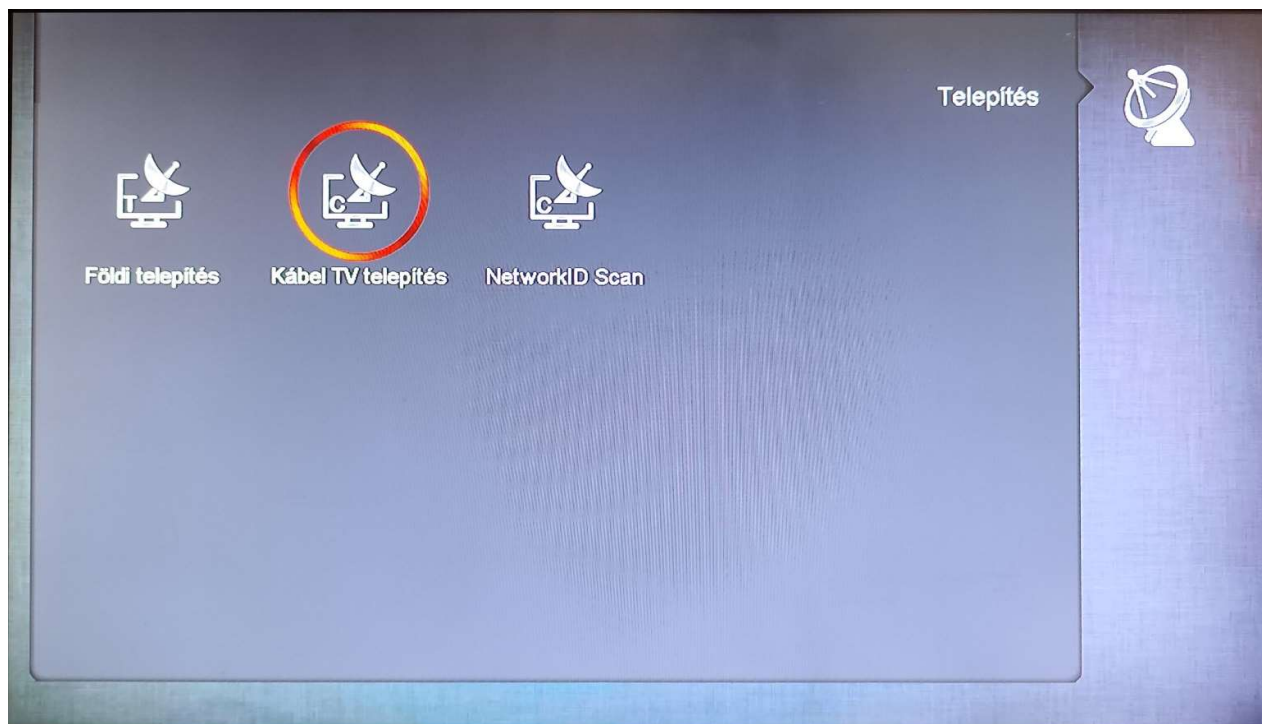 Telepítés
T
C
C
Földi telepítés
Kábel TV telepítés
NetworkID Scan